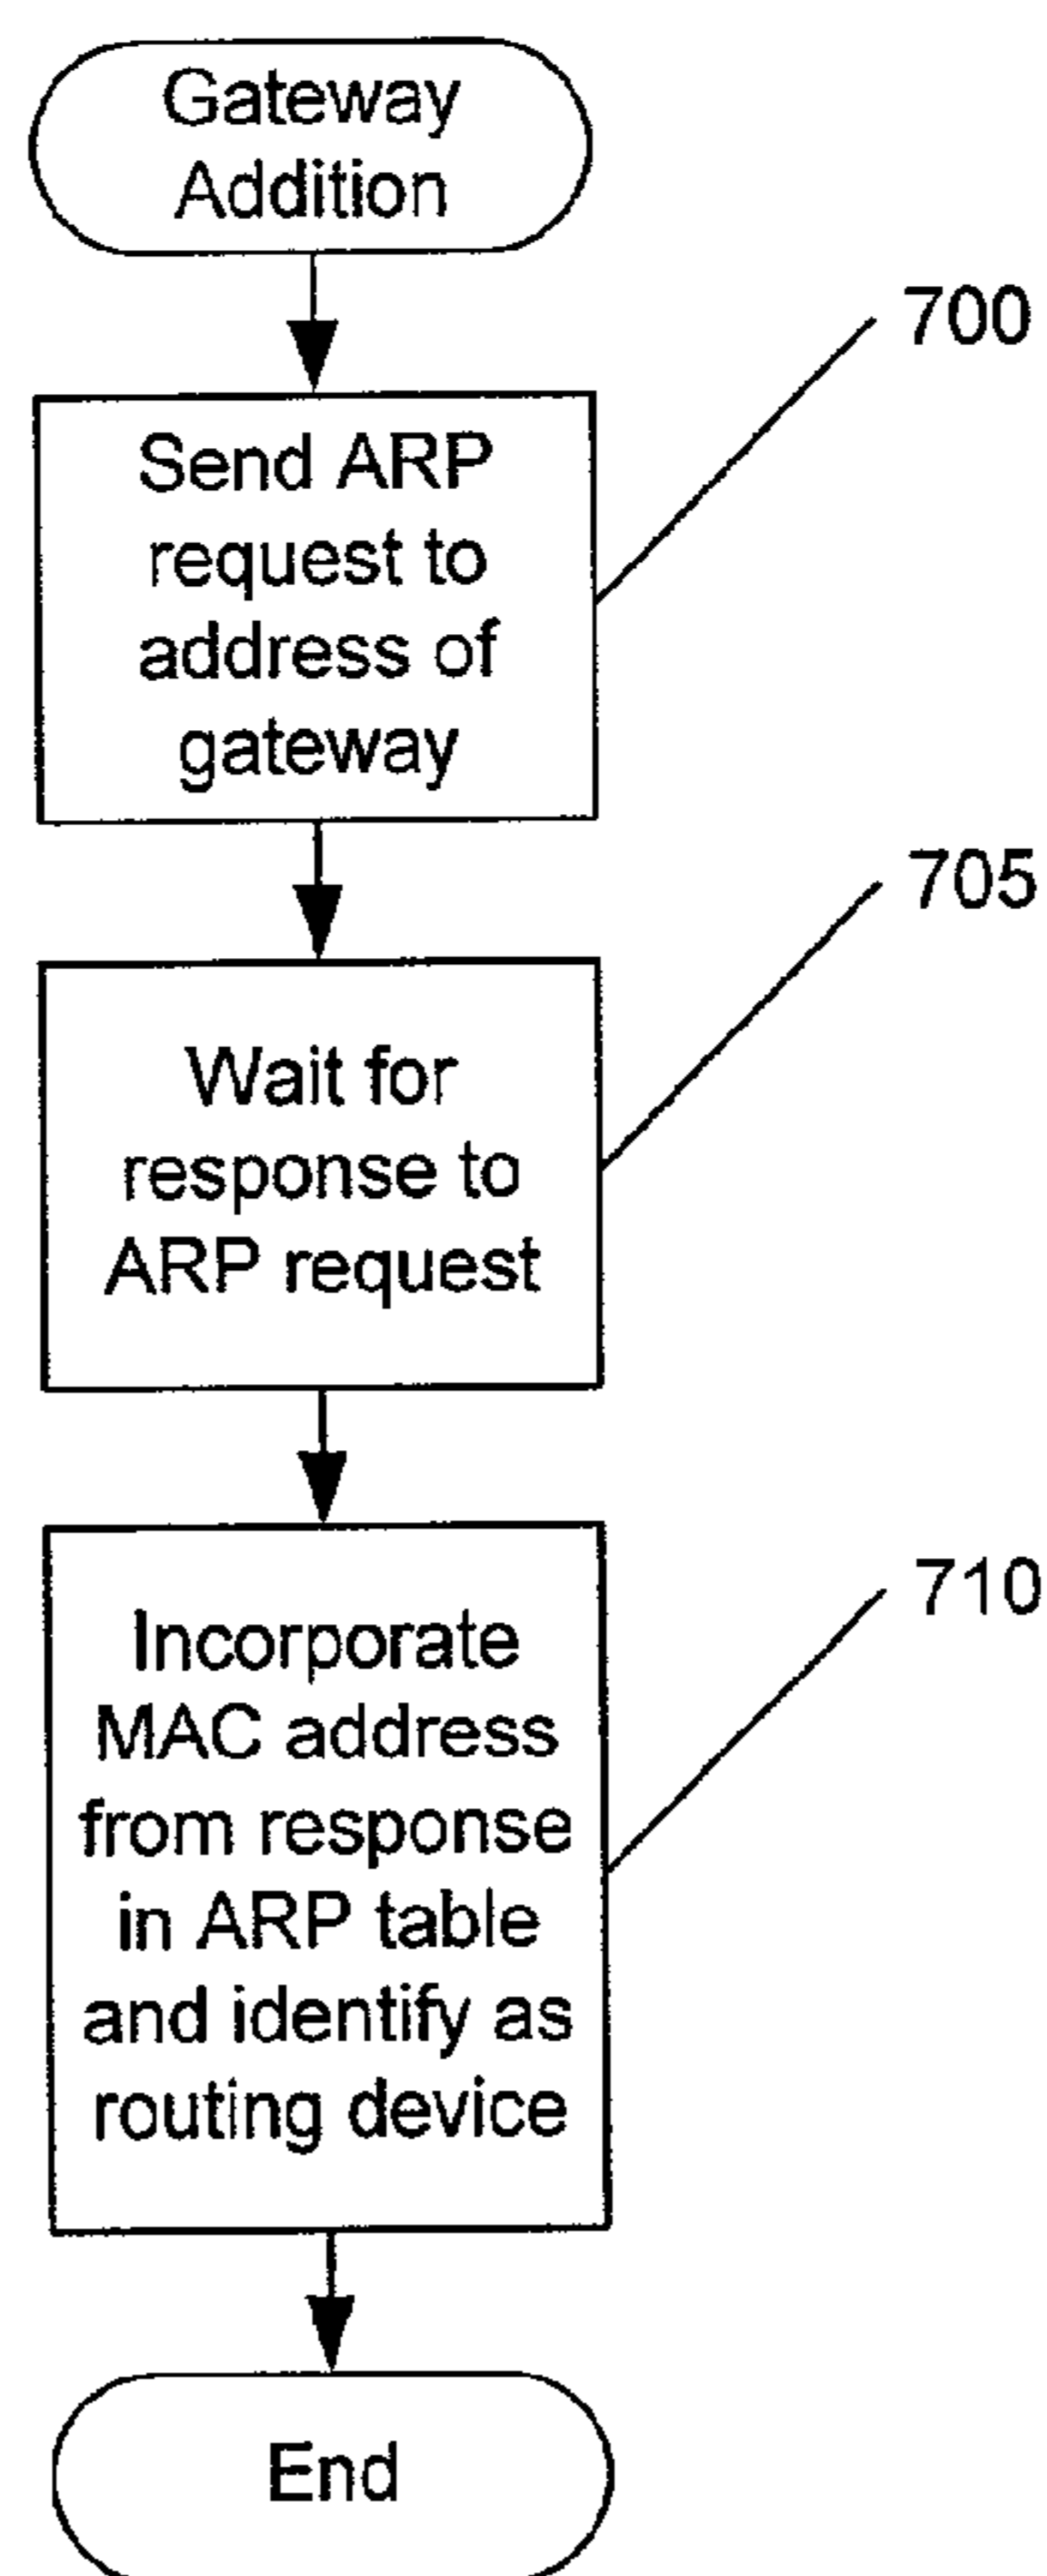 Gateway
Addition
700
Send ARP
request to
address of
gateway
705
Wait for
response to
ARP request
710
Incorporate
MAC address
from response
in ARP table
and identify as
routing device
End